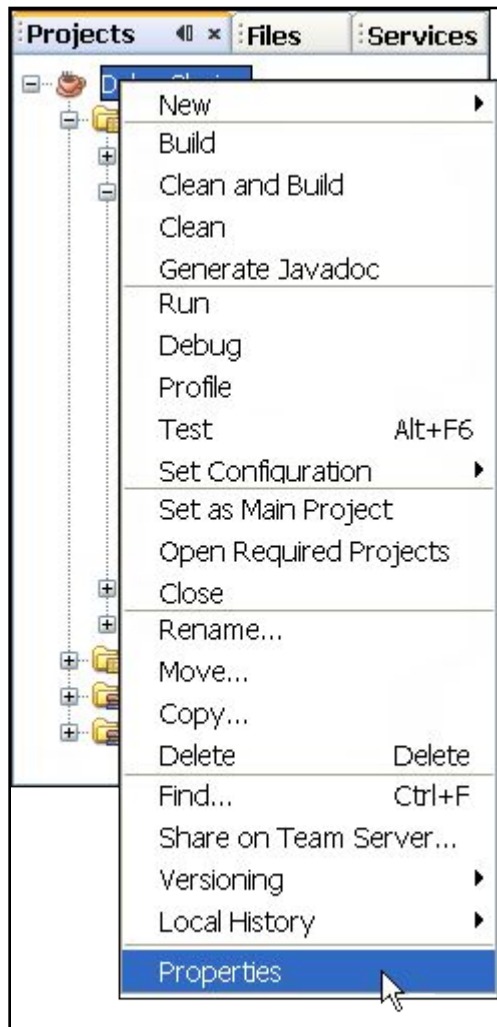 Projects Files Services
New
Build
Clean and Build
Clean
Generate Javadoc
Run
Debug
Profile
Test Alt+F6
Set Configuration
Set as Main Project
Open Required Projects
Close
Rename...
Move...
Copy...
Delete Delete
Find... Ctrl+F
Share on Team Server...
Versioning
Local History
Properties